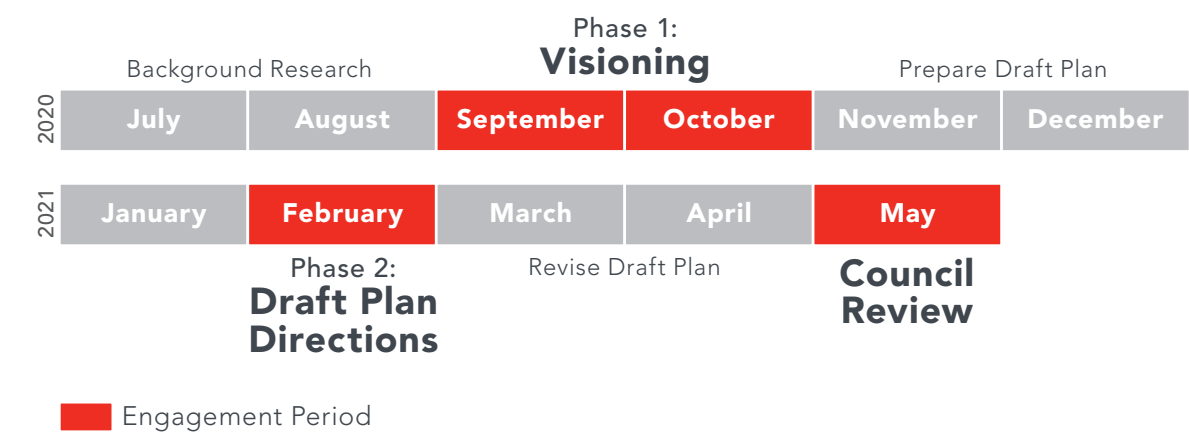 Phase 1:
Background Research Visioning Prepare Draft Plan
2020 July August September October November December
2021 January February March April May
Phase 2: Revise Draft Plan Council
Draft Plan Review
Directions
Engagement Period